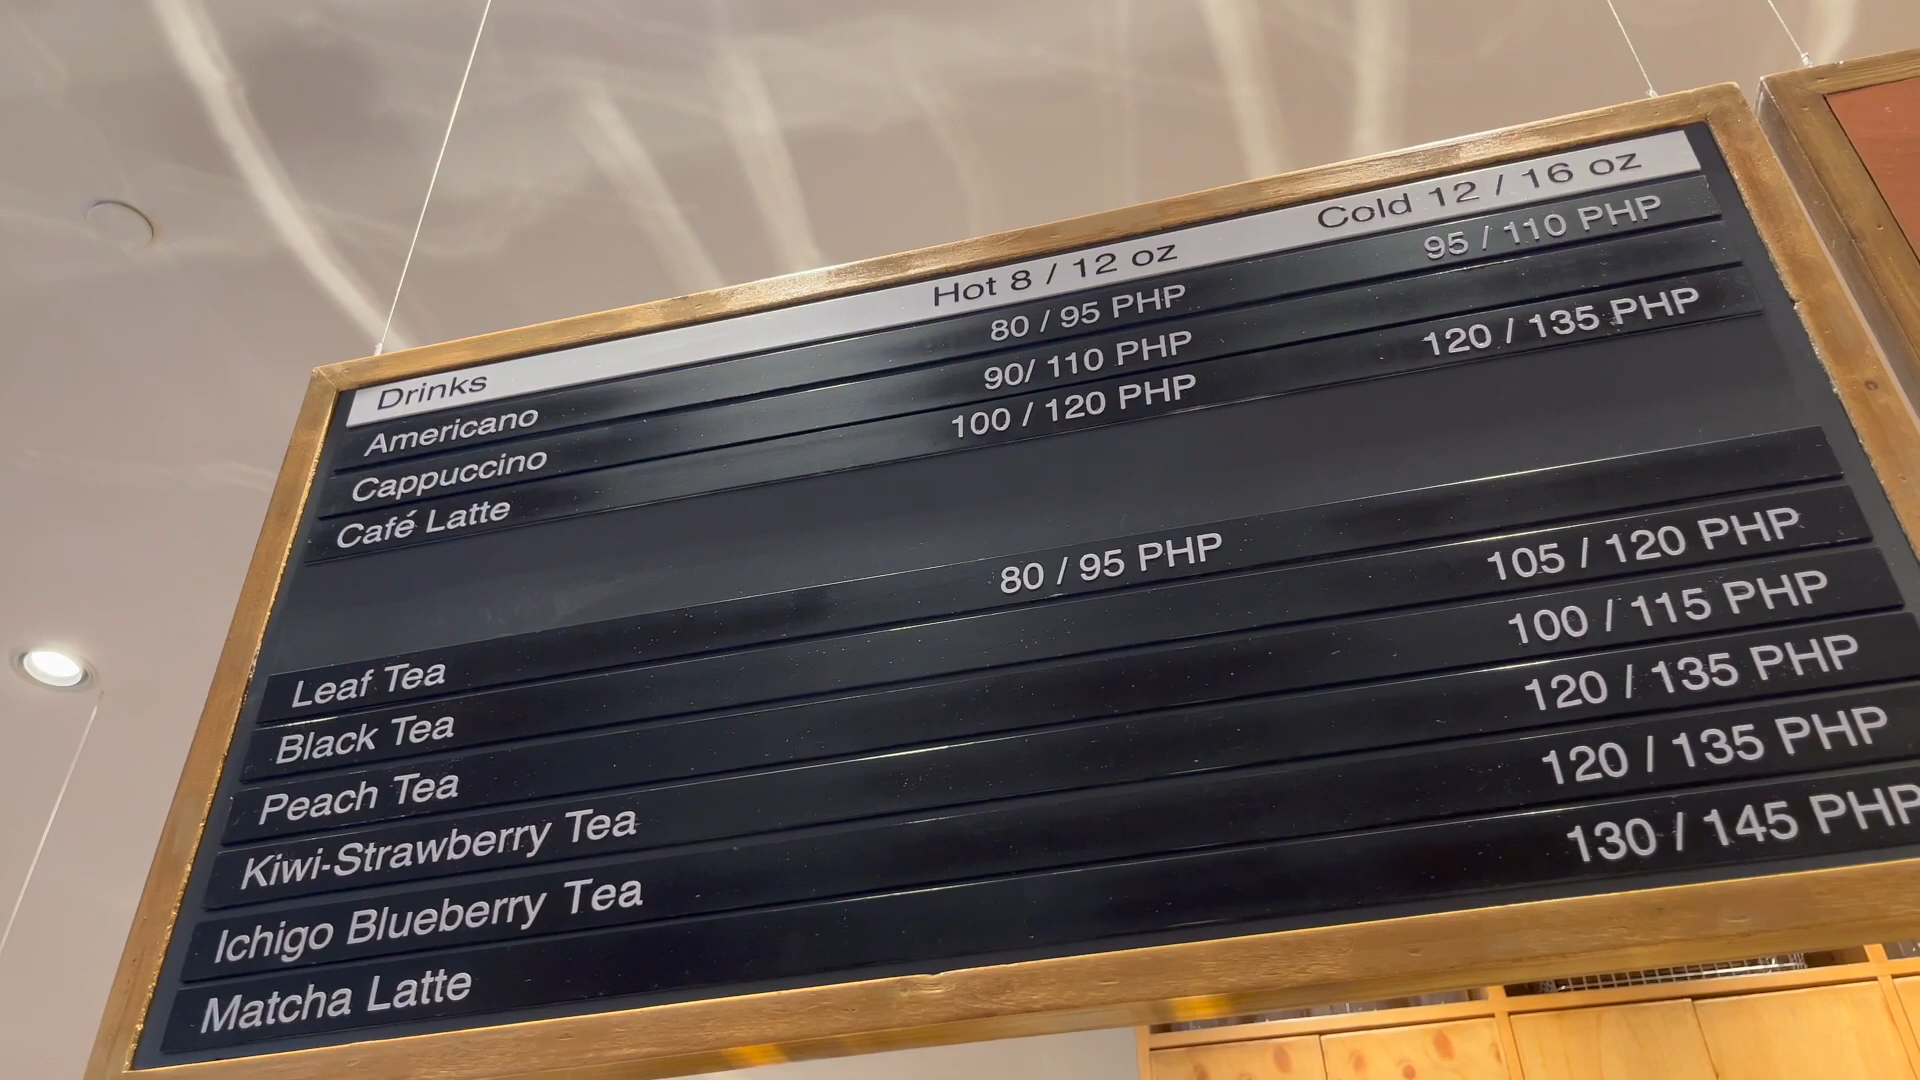 Drinks Hot 8 / 12 oz Cold 12 / 16 oz
Americano 80 / 95 PHP 95 / 110 PHP
Cappuccino 90/ 110 PHP
Café Latte 100 / 120 PHP 120 / 135 PHP
Leaf Tea 80 / 95 PHP
Black Tea 105 / 120 PHP
Peach Tea 100 / 115 PHP
Kiwi-Strawberry Tea 120 / 135 PHP
Ichigo Blueberry Tea 120 / 135 PHP
Matcha Latte 130 / 145 PHP